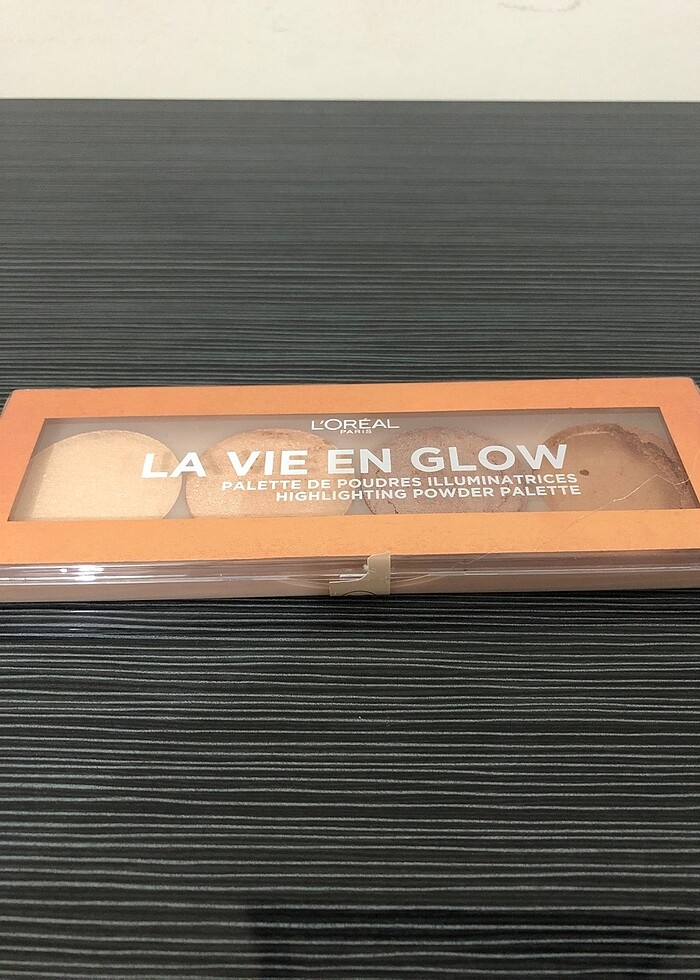 L'ORÉAL
PARIS
LA VIE EN GLOW
PALETTE DE POUDRES ILLUMINATRICES
HIGHLIGHTING POWDER PALETTE